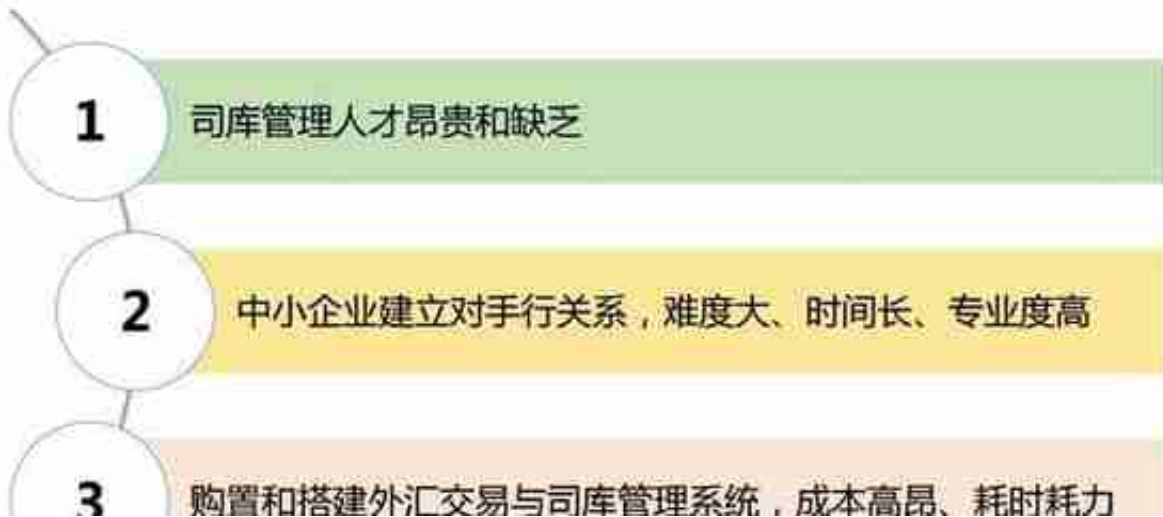 1
司库管理人才昂贵和缺乏
2
中小企业建立对手行关系，难度大、时间长、专业度高
3
购置和搭建外汇交易与司库管理系统，成本高昂、耗时耗力